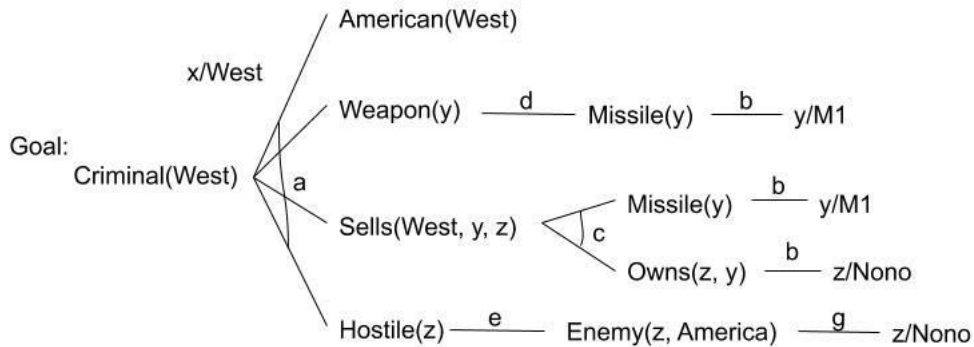 American(West)
x/West
Weapon(y) d Missile(y) b y/M1
Goal:
Criminal(West) a
Missile(y) b y/M1
Sells(West, y, z) c
Owns(z, y) b z/Nono
Hostile(z) e Enemy(z, America) g z/Nono